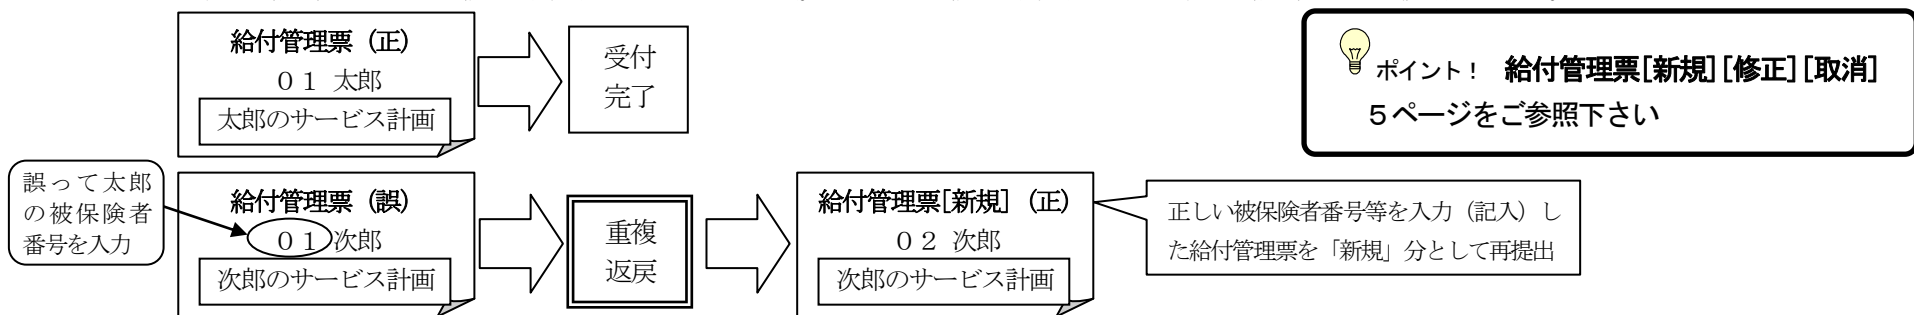 給付管理票（正）
０１ 太郎
太郎のサービス計画
受付
完了
ポイント！ 給付管理票[新規][修正][取消]
５ページをご参照下さい
誤って太郎
の被保険者
番号を入力
給付管理票（誤）
０１次郎
次郎のサービス計画
重複
返戻
給付管理票[新規]（正）
０２ 次郎
次郎のサービス計画
正しい被保険者番号等を入力（記入）し
た給付管理票を「新規」分として再提出